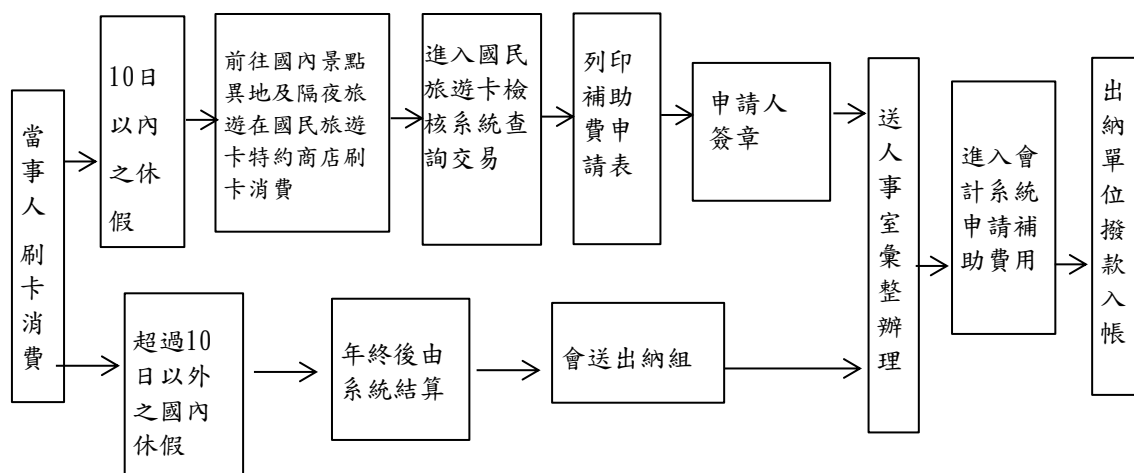 當事人 刷卡消費
10日
以內
之休
假
前往國內景點
異地及隔夜旅
遊在國民旅遊
卡特約商店刷
卡消費
進入國民
旅遊卡檢
核系統查
詢交易
列印
補助
費申
請表
申請人
簽章
送人事室彙整辦理
進入會
計系統
申請補
助費用
出納單位撥款入帳
超過10
日以外
之國內
休假
年終後由
系統結算
會送出納組